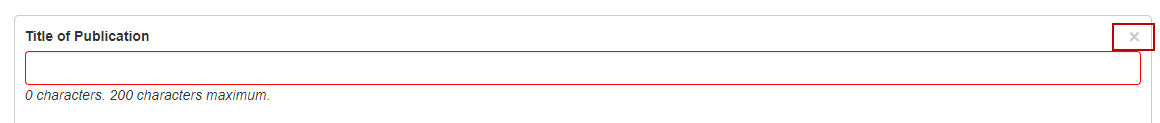 Title of Publication ×
0 characters. 200 characters maximum.